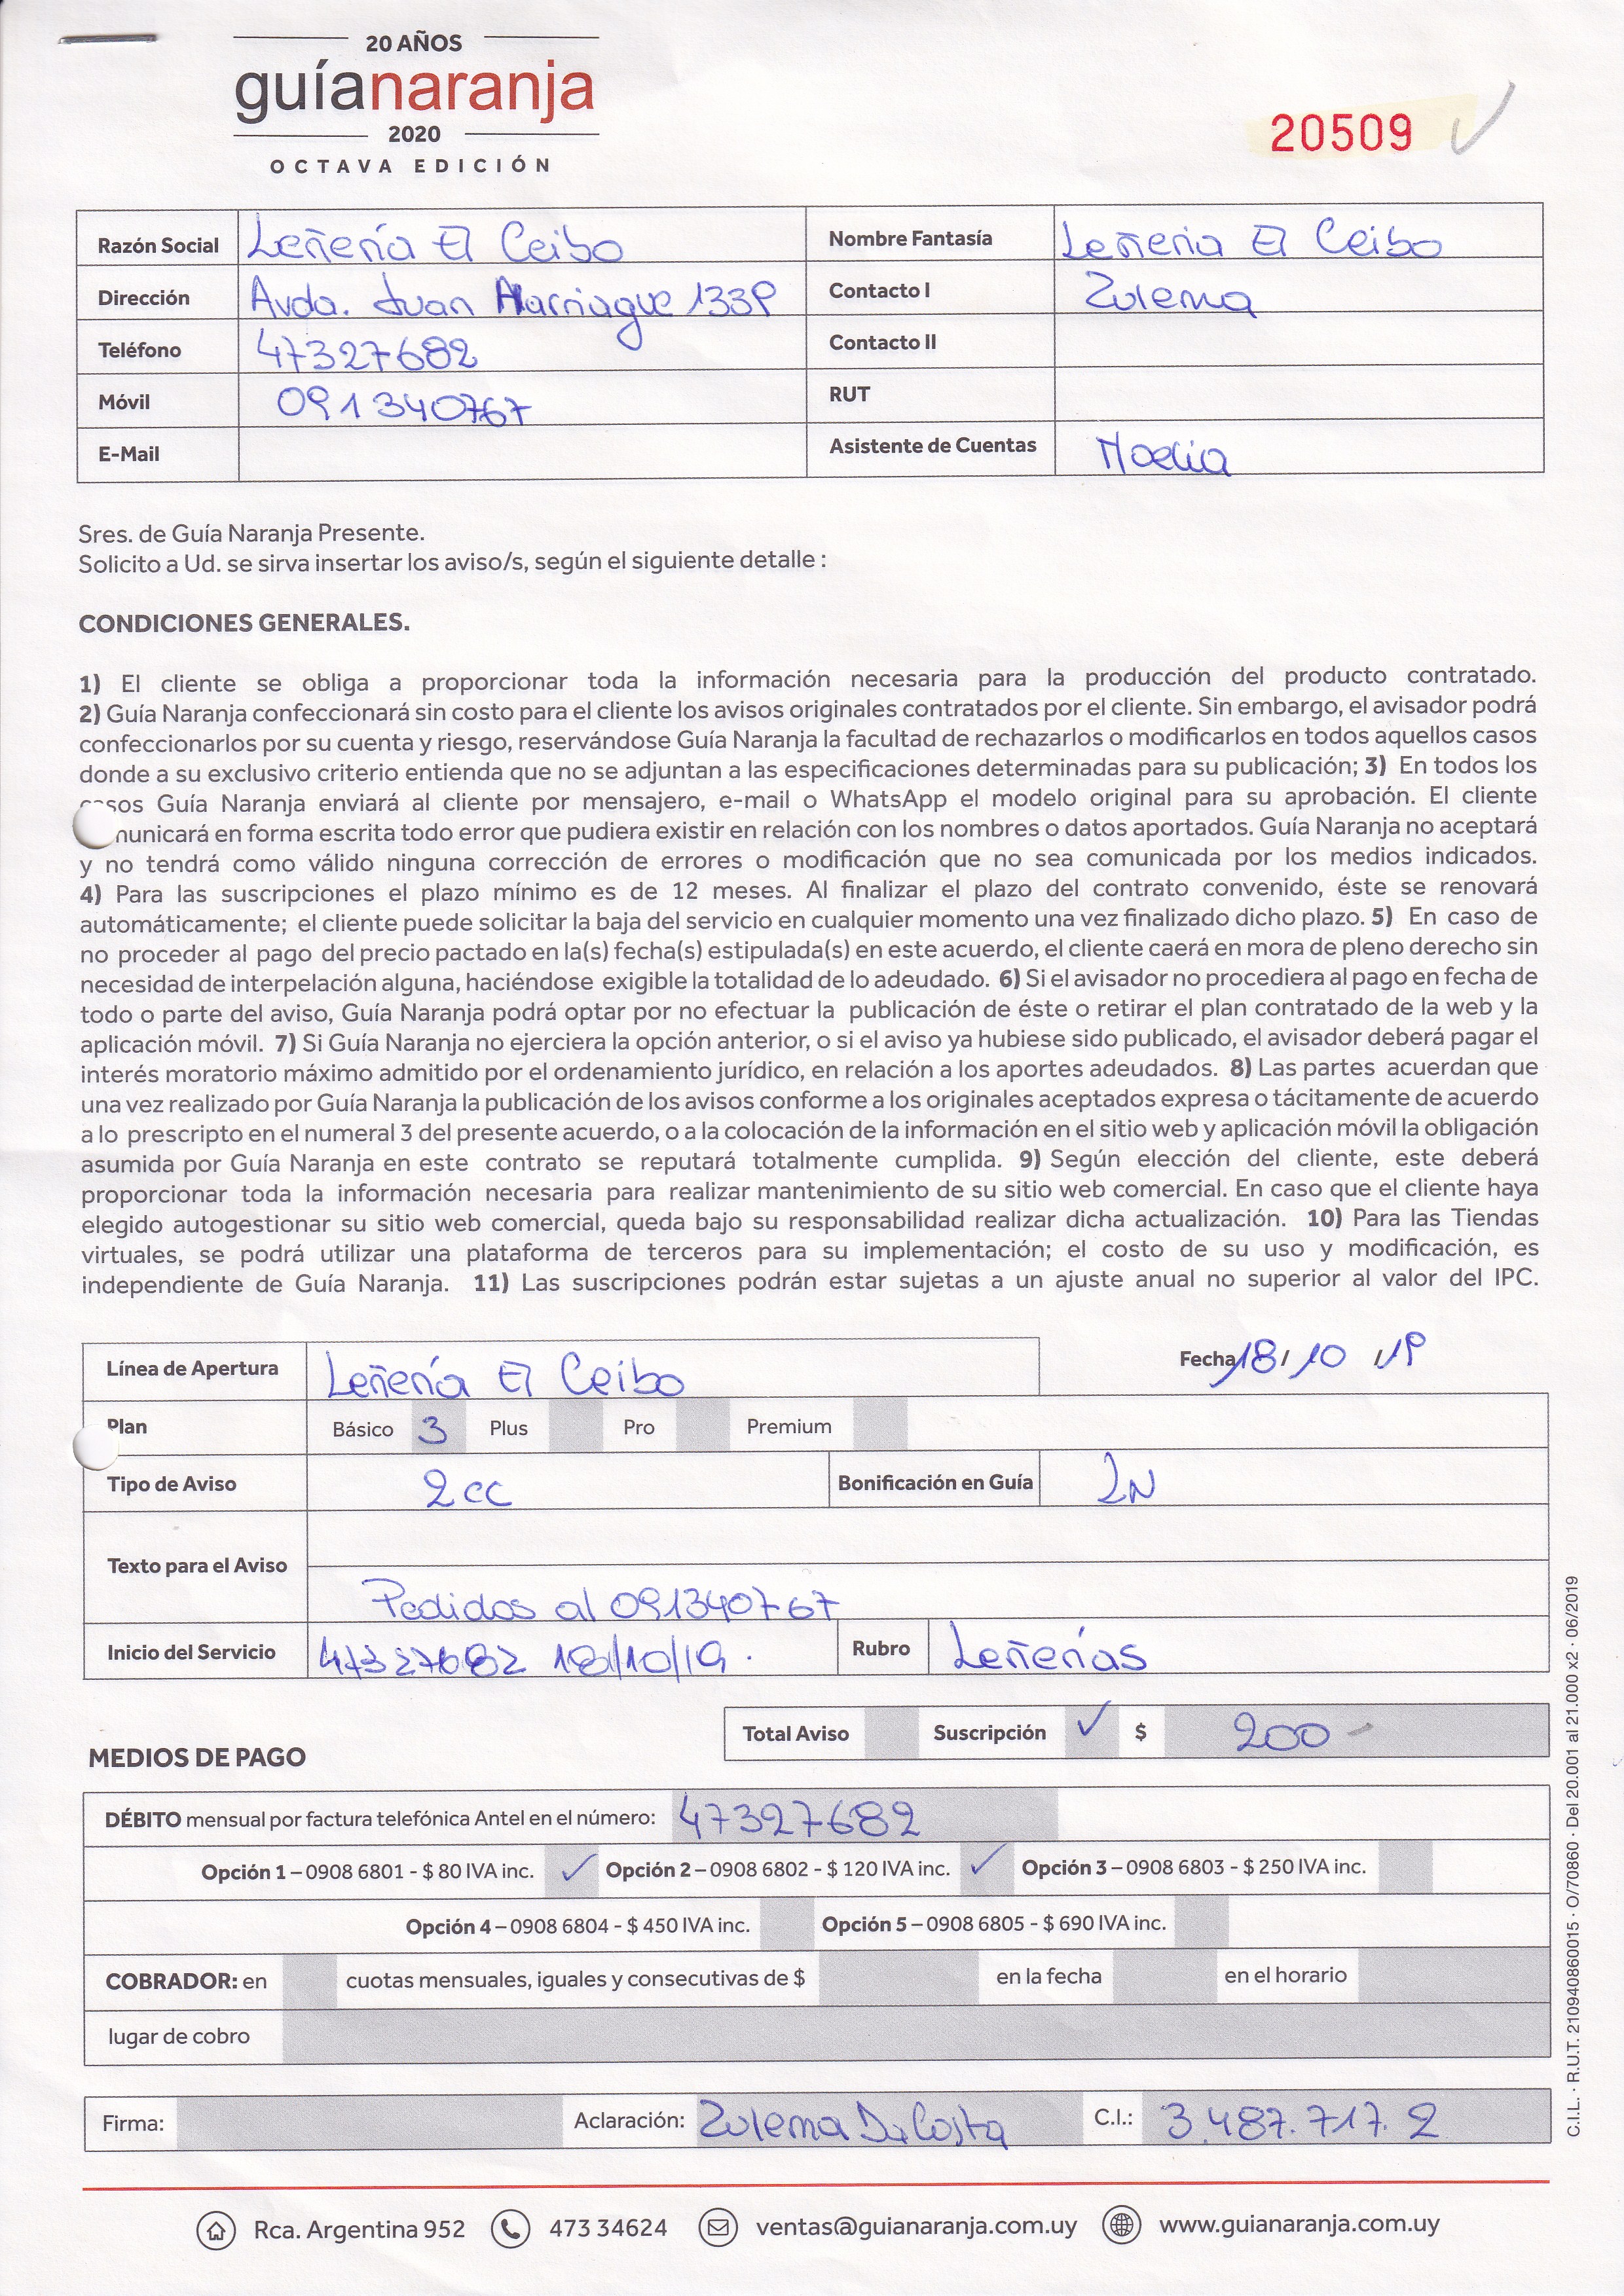 20 AÑOS
guíanaranja
2020
OCTAVA EDICIÓN
20509
Razón Social Leñería El Ceibo Nombre Fantasía Leñeria El Ceibo
Dirección Avda. Juan Harriague 1339 Contacto I Zulema
Teléfono 47327682 Contacto II
Móvil 091340767 RUT
E-Mail Asistente de Cuentas Noelia
Sres. de Guía Naranja Presente.
Solicito a Ud. se sirva insertar los aviso/s, según el siguiente detalle :
CONDICIONES GENERALES.
1) El cliente se obliga a proporcionar toda la información necesaria para la producción del producto contratado.
2) Guía Naranja confeccionará sin costo para el cliente los avisos originales contratados por el cliente. Sin embargo, el avisador podrá
confeccionarlos por su cuenta y riesgo, reservándose Guía Naranja la facultad de rechazarlos o modificarlos en todos aquellos casos
donde a su exclusivo criterio entienda que no se adjuntan a las especificaciones determinadas para su publicación; 3) En todos los
casos Guía Naranja enviará al cliente por mensajero, e-mail o WhatsApp el modelo original para su aprobación. El cliente
municará en forma escrita todo error que pudiera existir en relación con los nombres o datos aportados. Guía Naranja no aceptará
y no tendrá como válido ninguna corrección de errores o modificación que no sea comunicada por los medios indicados.
4) Para las suscripciones el plazo mínimo es de 12 meses. Al finalizar el plazo del contrato convenido, éste se renovará
automáticamente; el cliente puede solicitar la baja del servicio en cualquier momento una vez finalizado dicho plazo. 5) En caso de
no proceder al pago del precio pactado en la(s) fecha(s) estipulada(s) en este acuerdo, el cliente caerá en mora de pleno derecho sin
necesidad de interpelación alguna, haciéndose exigible la totalidad de lo adeudado. 6) Si el avisador no procediera al pago en fecha de
todo o parte del aviso, Guía Naranja podrá optar por no efectuar la publicación de éste o retirar el plan contratado de la web y la
aplicación móvil. 7) Si Guía Naranja no ejerciera la opción anterior, o si el aviso ya hubiese sido publicado, el avisador deberá pagar el
interés moratorio máximo admitido por el ordenamiento jurídico, en relación a los aportes adeudados. 8) Las partes acuerdan que
una vez realizado por Guía Naranja la publicación de los avisos conforme a los originales aceptados expresa o tácitamente de acuerdo
a lo prescripto en el numeral 3 del presente acuerdo, o a la colocación de la información en el sitio web y aplicación móvil la obligación
asumida por Guía Naranja en este contrato se reputará totalmente cumplida. 9) Según elección del cliente, este deberá
proporcionar toda la información necesaria para realizar mantenimiento de su sitio web comercial. En caso que el cliente haya
elegido autogestionar su sitio web comercial, queda bajo su responsabilidad realizar dicha actualización. 10) Para las Tiendas
virtuales, se podrá utilizar una plataforma de terceros para su implementación; el costo de su uso y modificación, es
independiente de Guía Naranja. 11) Las suscripciones podrán estar sujetas a un ajuste anual no superior al valor del IPC.
Línea de Apertura Leñería El Ceibo Fecha 18/ 10 /19
Plan Básico 3 Plus Pro Premium
Tipo de Aviso 2cc Bonificación en Guía LN
Texto para el Aviso
Pedidos al 091340767
Inicio del Servicio 47327682 18/10/19. Rubro Leñerías
Total Aviso Suscripción ✓ $ 200 -
MEDIOS DE PAGO
DÉBITO mensual por factura telefónica Antel en el número: 47327682
Opción 1 – 0908 6801 - $ 80 IVA inc. ✓ Opción 2 – 0908 6802 - $ 120 IVA inc. ✓ Opción 3 – 0908 6803 - $ 250 IVA inc.
Opción 4 – 0908 6804 - $ 450 IVA inc. Opción 5 – 0908 6805 - $ 690 IVA inc.
COBRADOR: en cuotas mensuales, iguales y consecutivas de $ en la fecha en el horario
lugar de cobro
Firma: Aclaración: Zulema Da Costa C.I.: 3.487.717.2
C.I.L. · R.U.T. 210940860015 · O/70860 · Del 20.001 al 21.000 x2 · 06/2019
Rca. Argentina 952 473 34624 ventas@guianaranja.com.uy www.guianaranja.com.uy